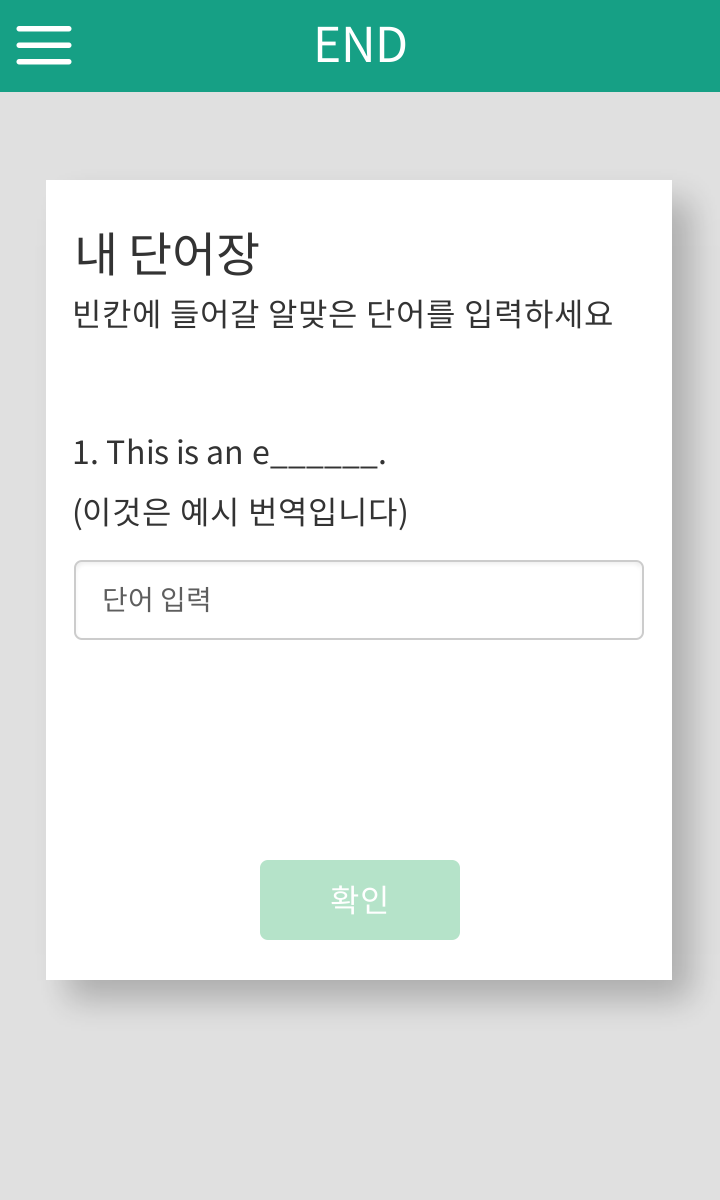 END
내 단어장
빈칸에 들어갈 알맞은 단어를 입력하세요
1. This is an e______.
(이것은 예시 번역입니다)
단어 입력
확인